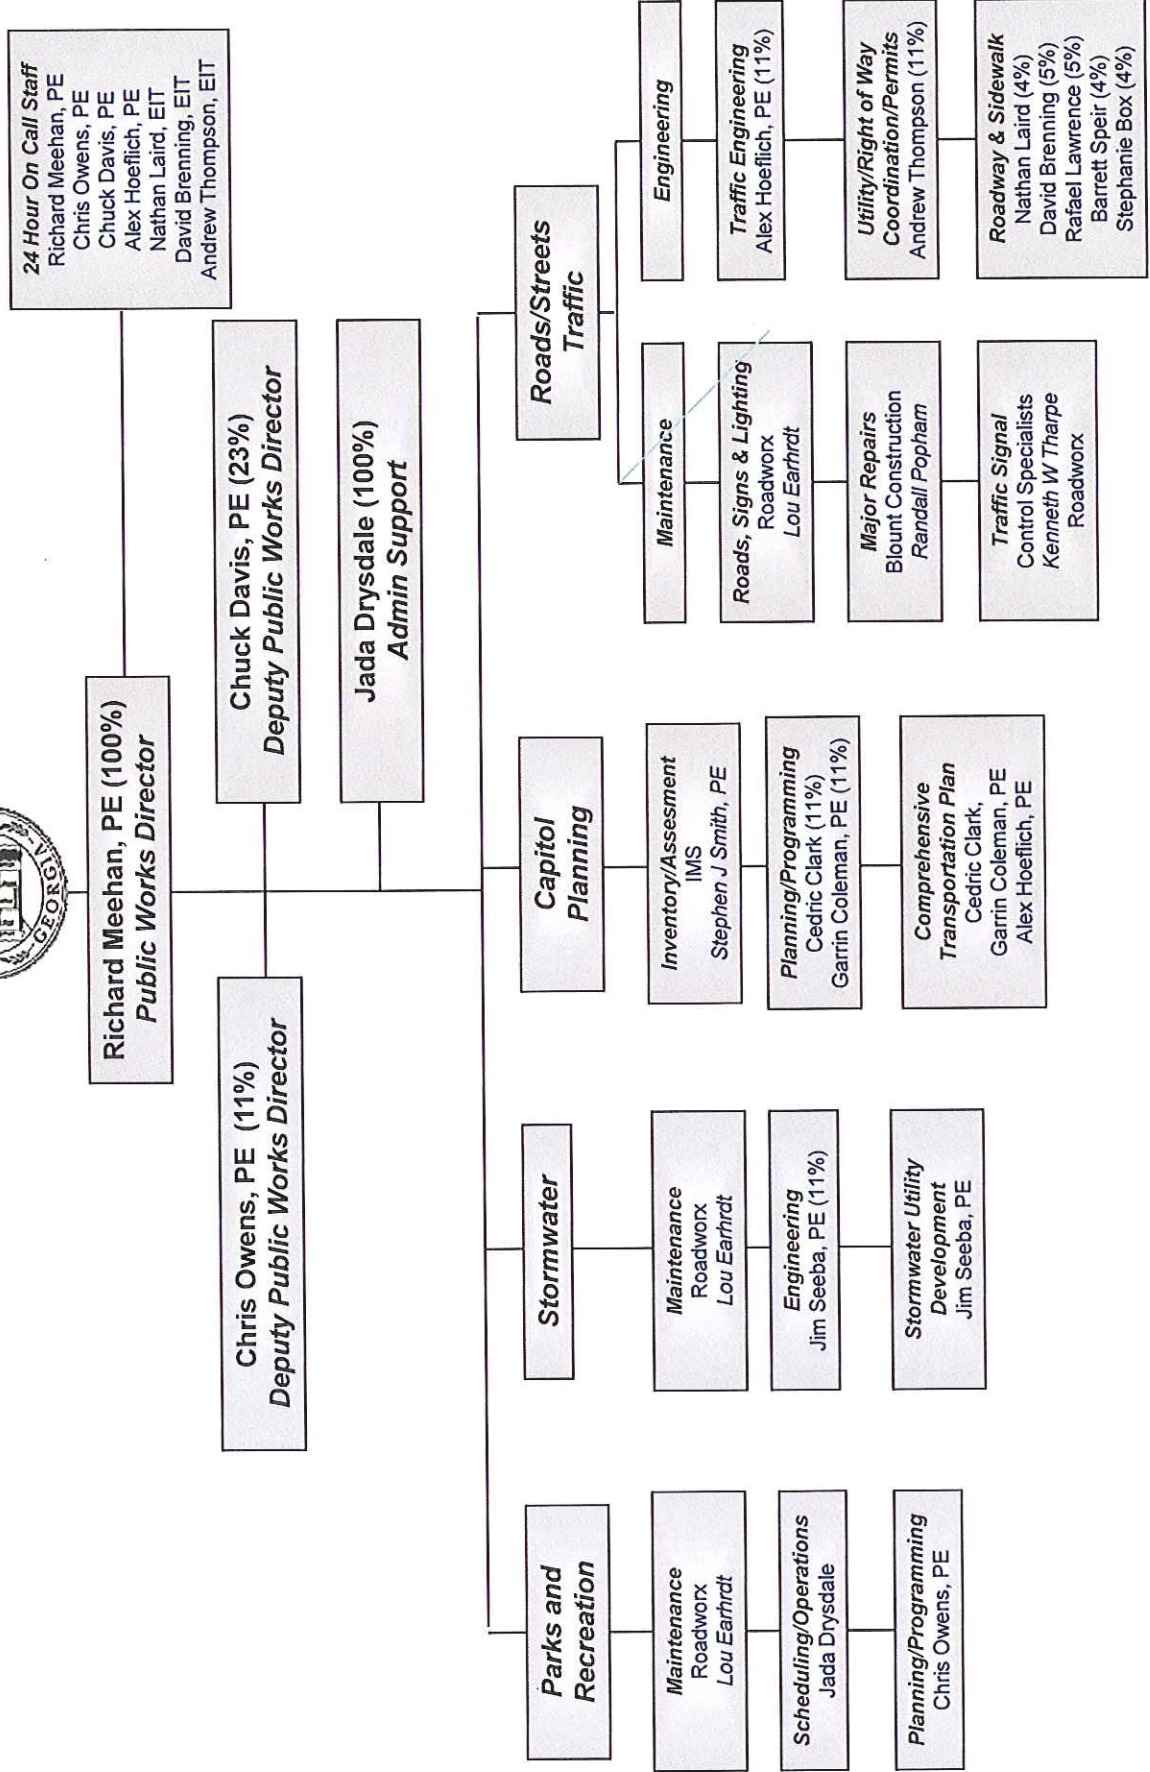 GEORGI
Richard Meehan, PE (100%)
Public Works Director
24 Hour On Call Staff
Richard Meehan, PE
Chris Owens, PE
Chuck Davis, PE
Alex Hoeflich, PE
Nathan Laird, EIT
David Brenning, EIT
Andrew Thompson, EIT
Chris Owens, PE (11%)
Deputy Public Works Director
Chuck Davis, PE (23%)
Deputy Public Works Director
Jada Drysdale (100%)
Admin Support
Parks and
Recreation
Maintenance
Roadworx
Lou Earhrdt
Scheduling/Operations
Jada Drysdale
Planning/Programming
Chris Owens, PE
Stormwater
Maintenance
Roadworx
Lou Earhrdt
Engineering
Jim Seeba, PE (11%)
Stormwater Utility
Development
Jim Seeba, PE
Capitol
Planning
Inventory/Assesment
IMS
Stephen J Smith, PE
Planning/Programming
Cedric Clark (11%)
Garrin Coleman, PE (11%)
Comprehensive
Transportation Plan
Cedric Clark,
Garrin Coleman, PE
Alex Hoeflich, PE
Roads/Streets
Traffic
Maintenance
Roads, Signs & Lighting
Roadworx
Lou Earhrdt
Major Repairs
Blount Construction
Randall Popham
Traffic Signal
Control Specialists
Kenneth W Tharpe
Roadworx
Engineering
Traffic Engineering
Alex Hoeflich, PE (11%)
Utility/Right of Way
Coordination/Permits
Andrew Thompson (11%)
Roadway & Sidewalk
Nathan Laird (4%)
David Brenning (5%)
Rafael Lawrence (5%)
Barrett Speir (4%)
Stephanie Box (4%)